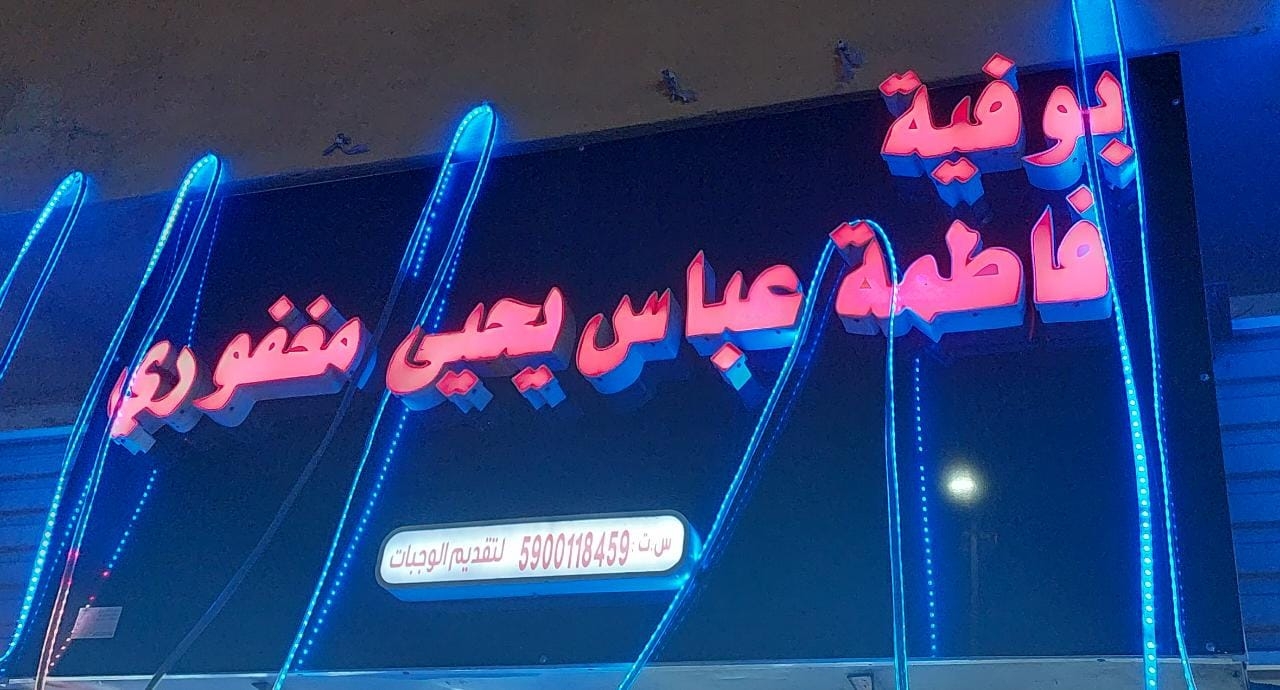 بوفية
فاطمة عباس يحيى مخفوري
س.ت : 5900118459 لتقديم الوجبات